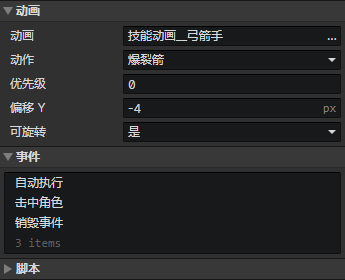 动画
动画 技能动画__弓箭手 ...
动作 爆裂箭
优先级 0
偏移 Y -4 px
可旋转 是
事件
自动执行
击中角色
销毁事件
3 items
脚本